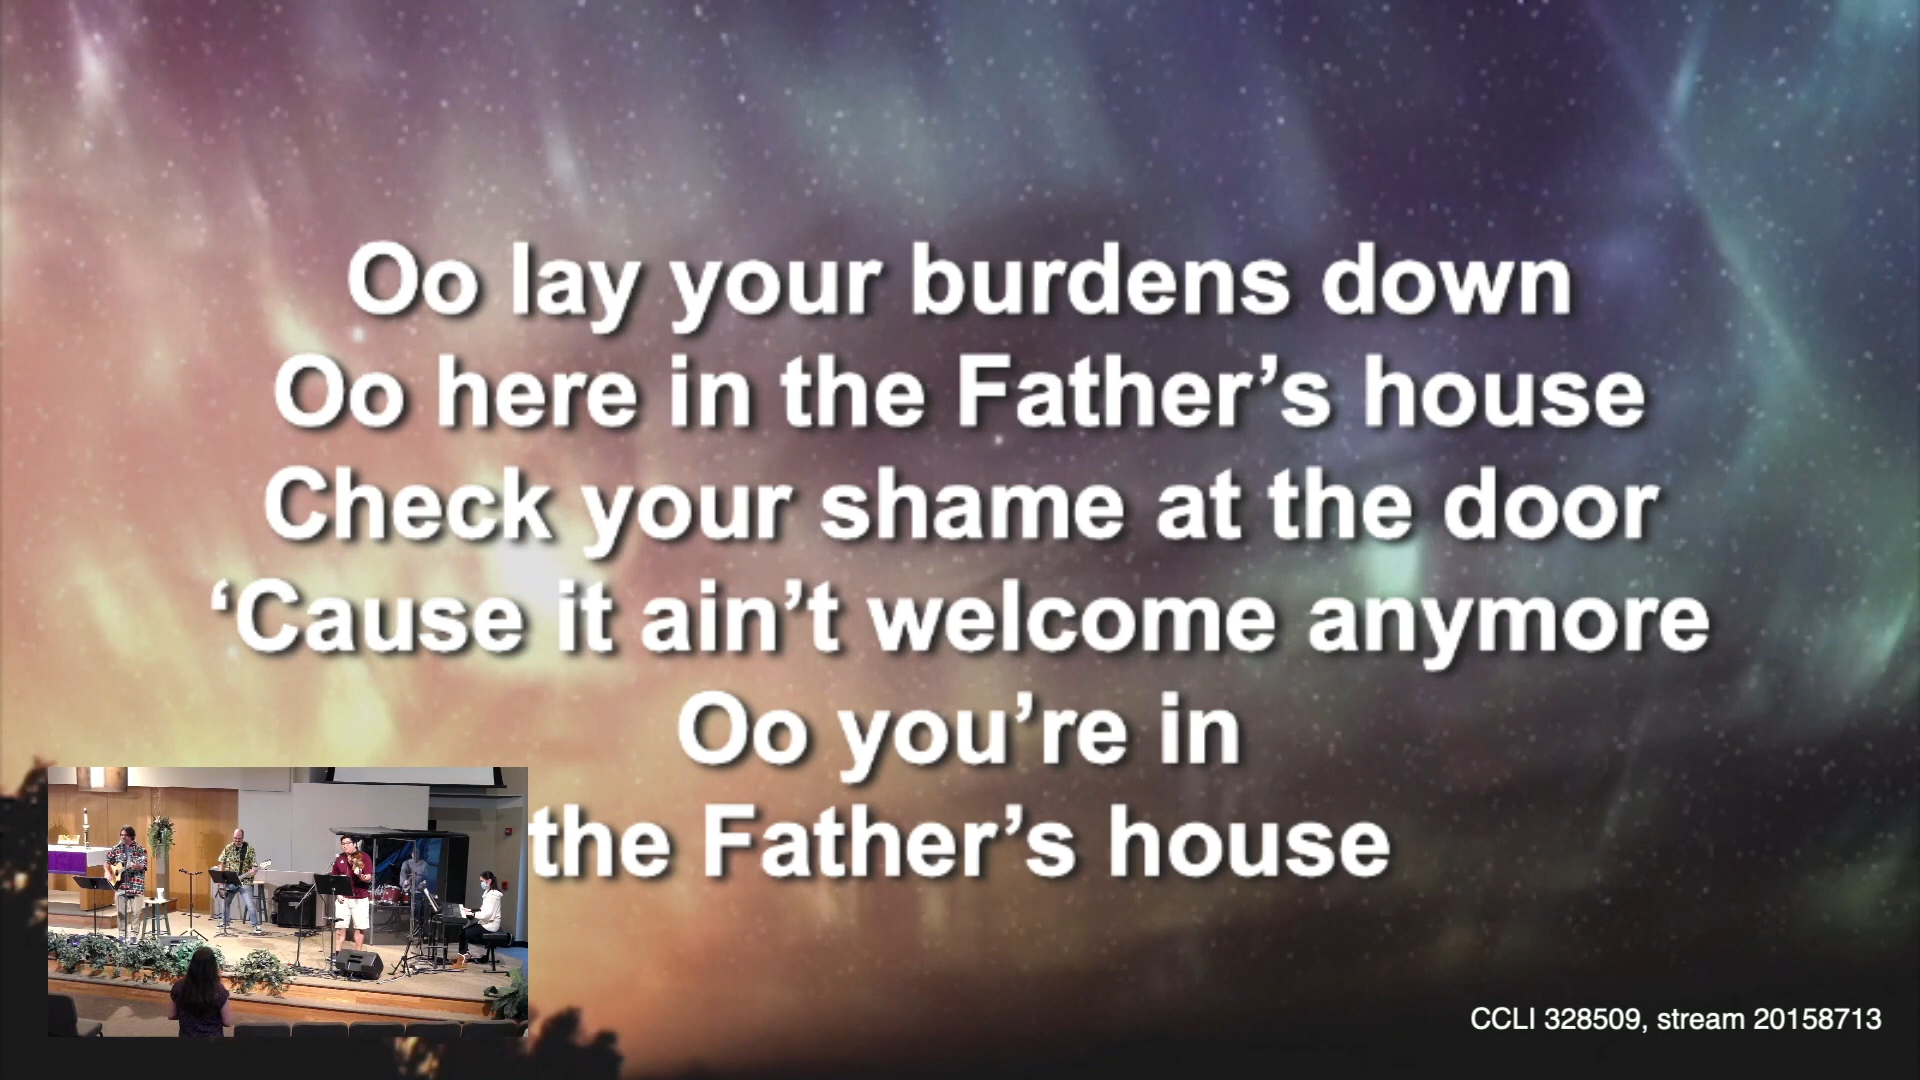 Oo lay your burdens down
Oo here in the Father’s house
Check your shame at the door
‘Cause it ain’t welcome anymore
Oo you’re in
the Father’s house
CCLI 328509, stream 20158713